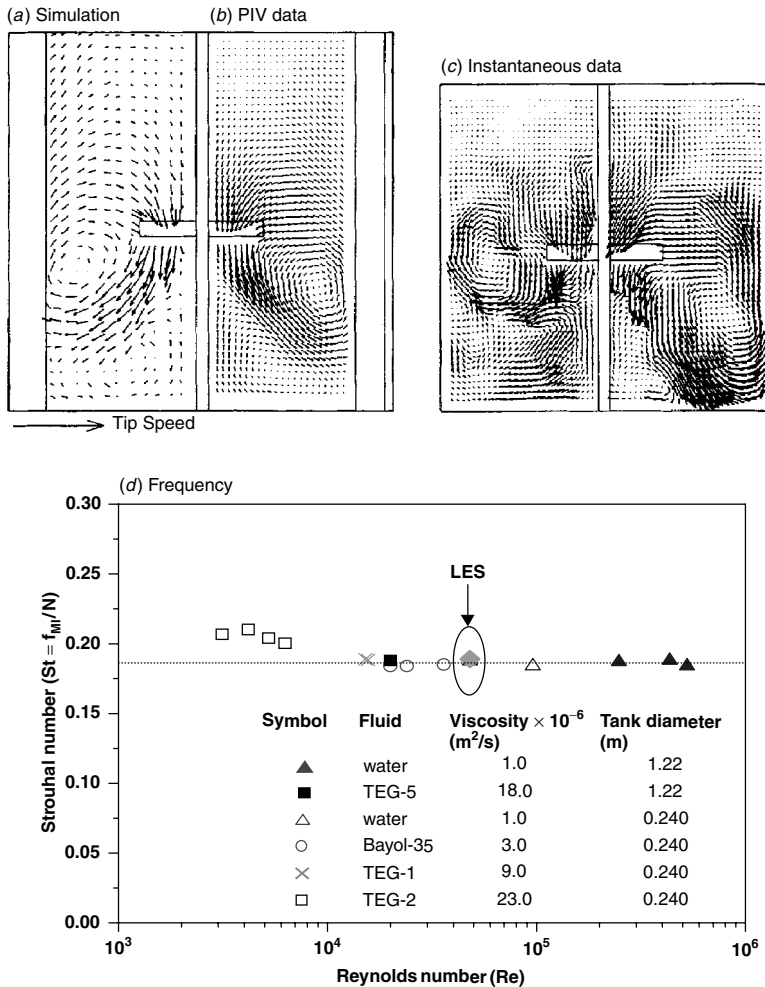 (a) Simulation
(b) PIV data
(c) Instantaneous data
Tip Speed
(d) Frequency
0.30
0.25
0.20
0.15
0.10
0.05
0.00
Strouhal number (St = f_MI/N)
LES
Symbol Fluid Viscosity × 10⁻⁶ (m²/s) Tank diameter (m)
▲ water 1.0 1.22
■ TEG-5 18.0 1.22
△ water 1.0 0.240
○ Bayol-35 3.0 0.240
× TEG-1 9.0 0.240
□ TEG-2 23.0 0.240
10³ 10⁴ 10⁵ 10⁶
Reynolds number (Re)